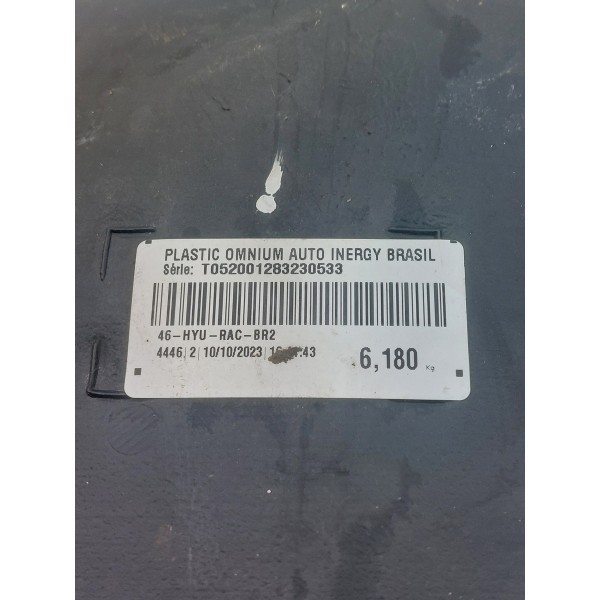 PLASTIC OMNIUM AUTO INERGY BRASIL
Série: T052001283230533
46-HYU-RAC-BR2
4446, 2 | 10/10/2023 |
6,180 Kg